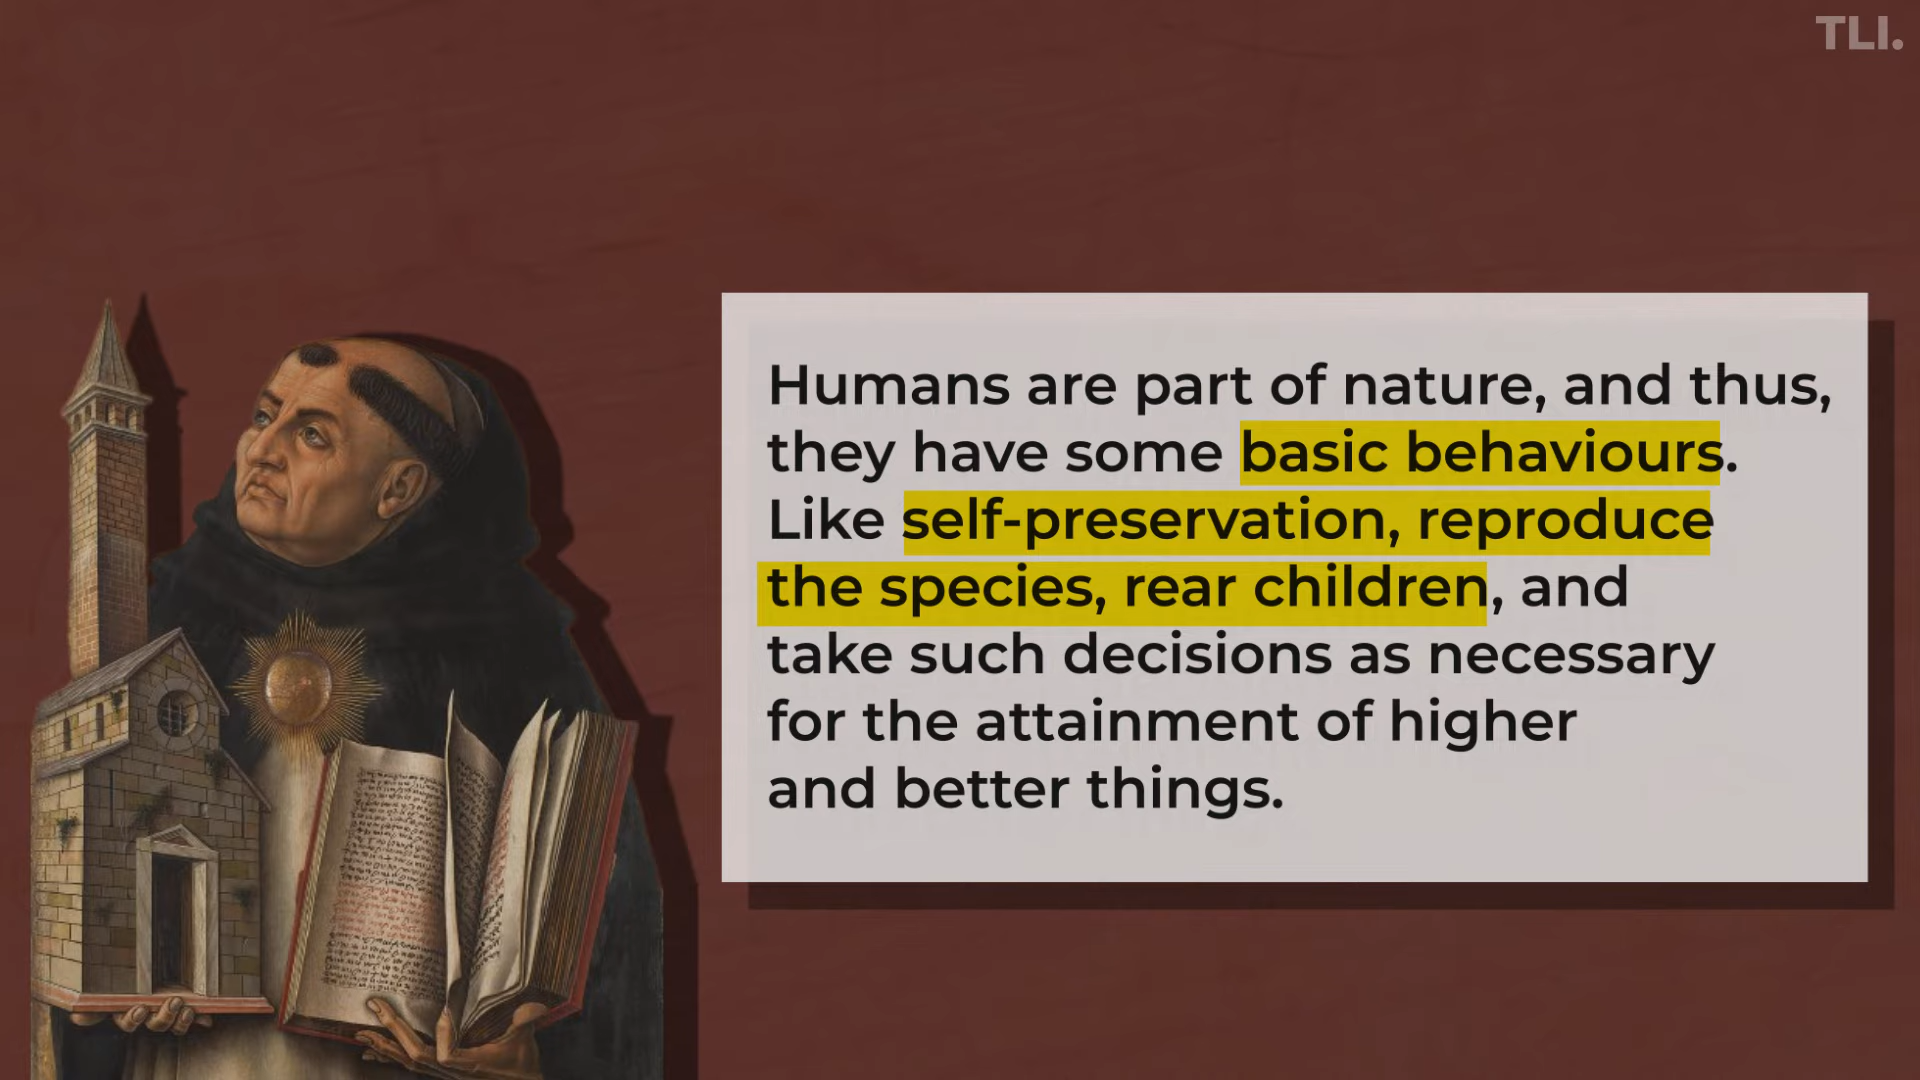 TLI.
Humans are part of nature, and thus,
they have some basic behaviours.
Like self-preservation, reproduce
the species, rear children, and
take such decisions as necessary
for the attainment of higher
and better things.